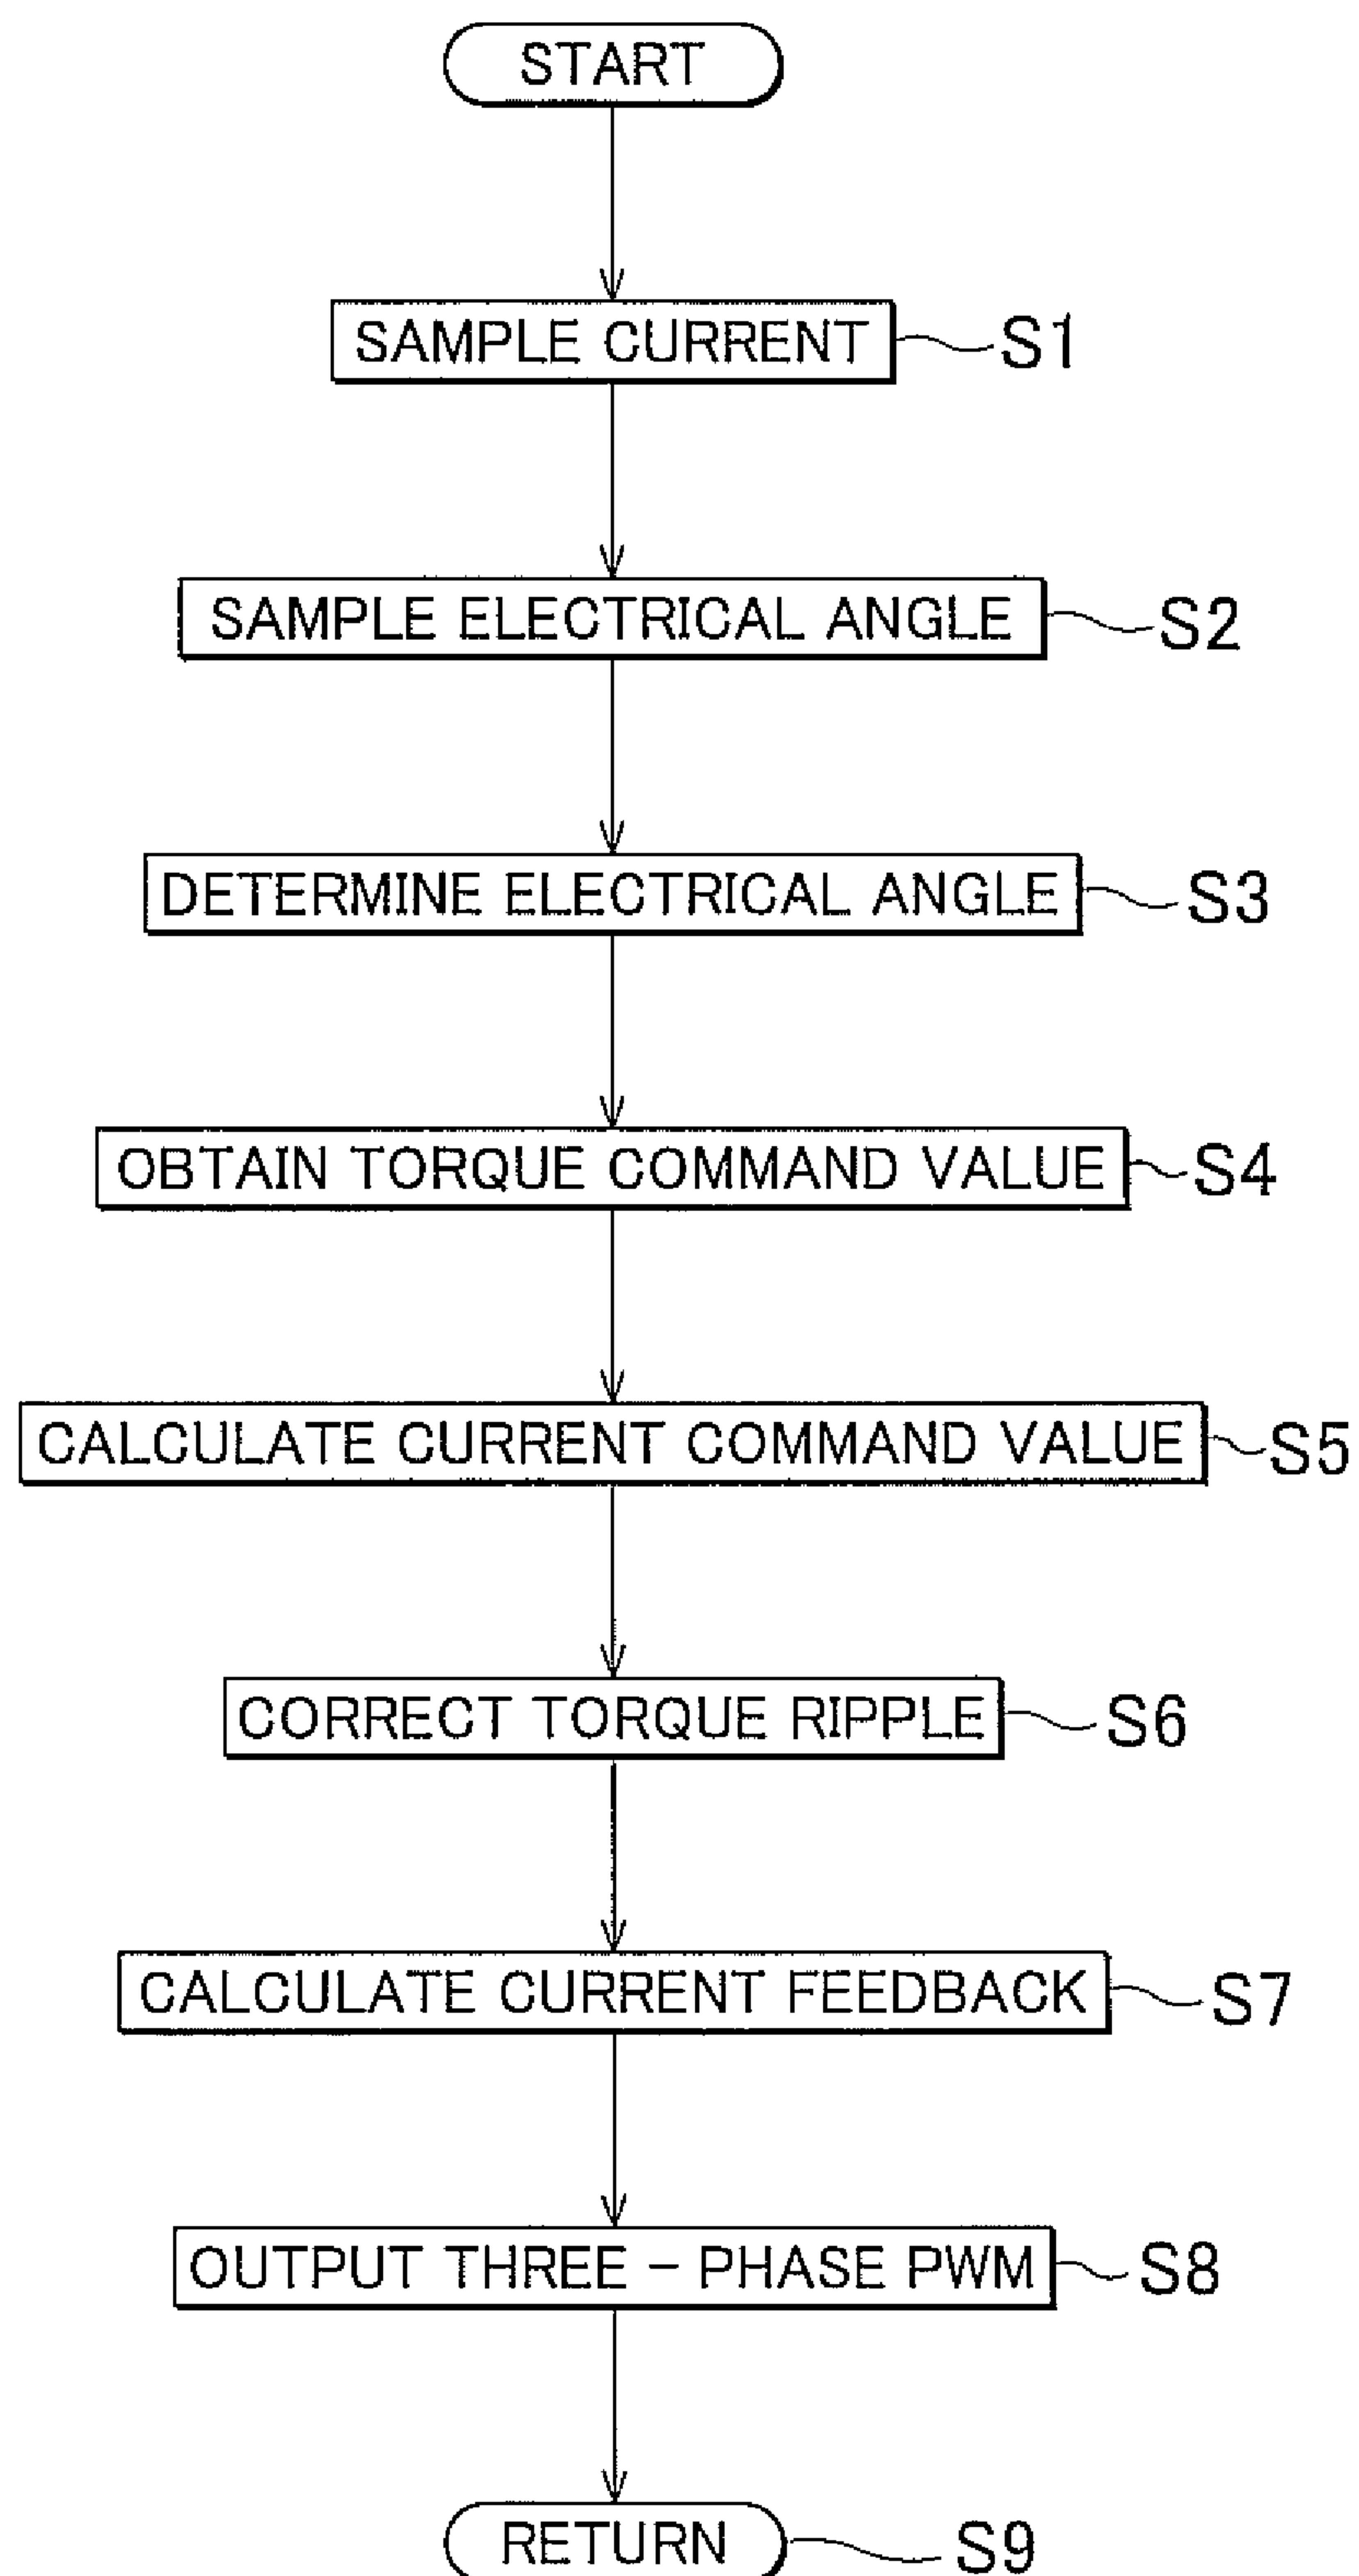 START
SAMPLE CURRENT S1
SAMPLE ELECTRICAL ANGLE S2
DETERMINE ELECTRICAL ANGLE S3
OBTAIN TORQUE COMMAND VALUE S4
CALCULATE CURRENT COMMAND VALUE S5
CORRECT TORQUE RIPPLE S6
CALCULATE CURRENT FEEDBACK S7
OUTPUT THREE - PHASE PWM S8
RETURN S9